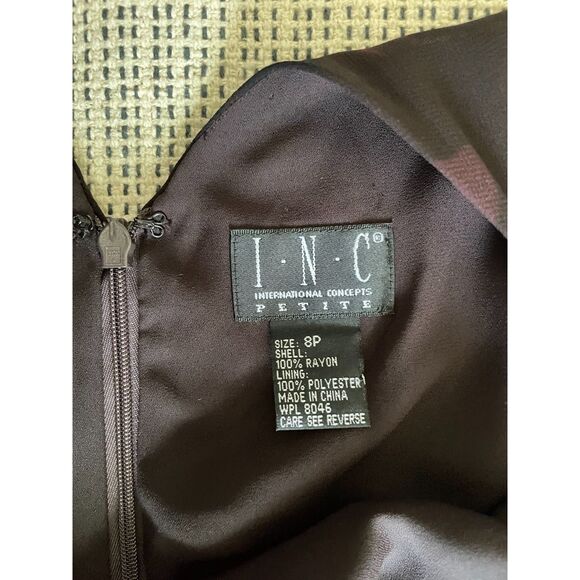 I·N·C®
INTERNATIONAL CONCEPTS
PETITE
SIZE: 8P
SHELL:
100% RAYON
LINING:
100% POLYESTER
MADE IN CHINA
WPL 8046
CARE SEE REVERSE